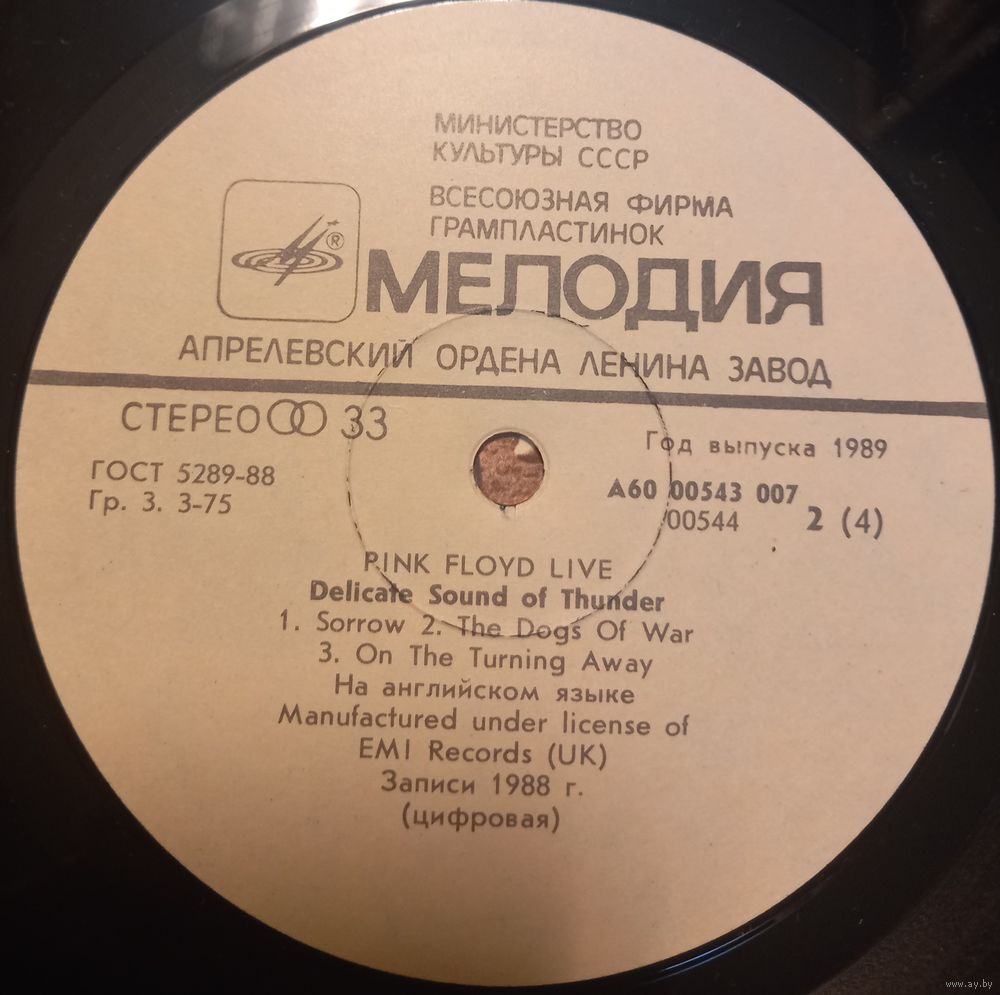 МИНИСТЕРСТВО
КУЛЬТУРЫ СССР
ВСЕСОЮЗНАЯ ФИРМА
ГРАМПЛАСТИНОК
®
МЕЛОДИЯ
АПРЕЛЕВСКИЙ ОРДЕНА ЛЕНИНА ЗАВОД
СТЕРЕО 33
Год выпуска 1989
ГОСТ 5289-88
Гр. 3. 3-75
А60 00543 007
00544 2 (4)
PINK FLOYD LIVE
Delicate Sound of Thunder
1. Sorrow 2. The Dogs Of War
3. On The Turning Away
На английском языке
Manufactured under license of
EMI Records (UK)
Записи 1988 г.
(цифровая)
www.ay.by